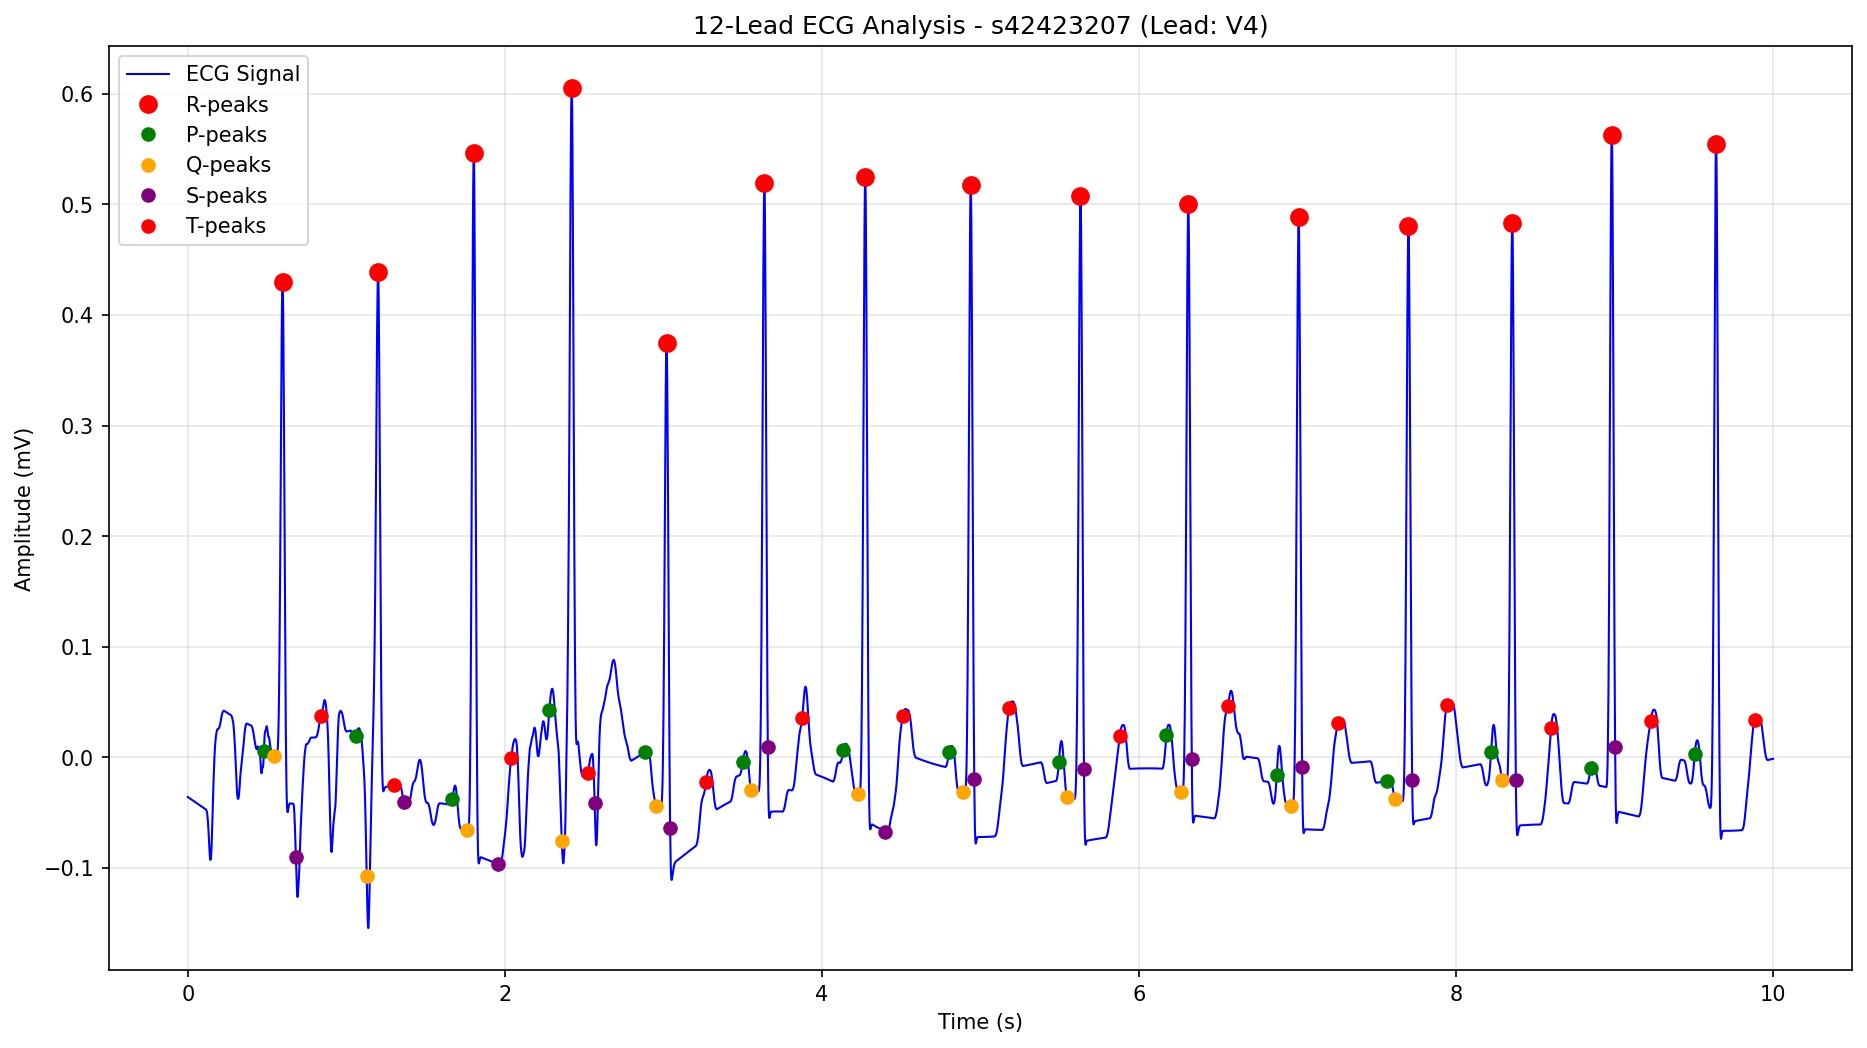 12-Lead ECG Analysis - s42423207 (Lead: V4)
ECG Signal
R-peaks
P-peaks
Q-peaks
S-peaks
T-peaks
Amplitude (mV)
0.6
0.5
0.4
0.3
0.2
0.1
0.0
−0.1
0 2 4 6 8 10
Time (s)